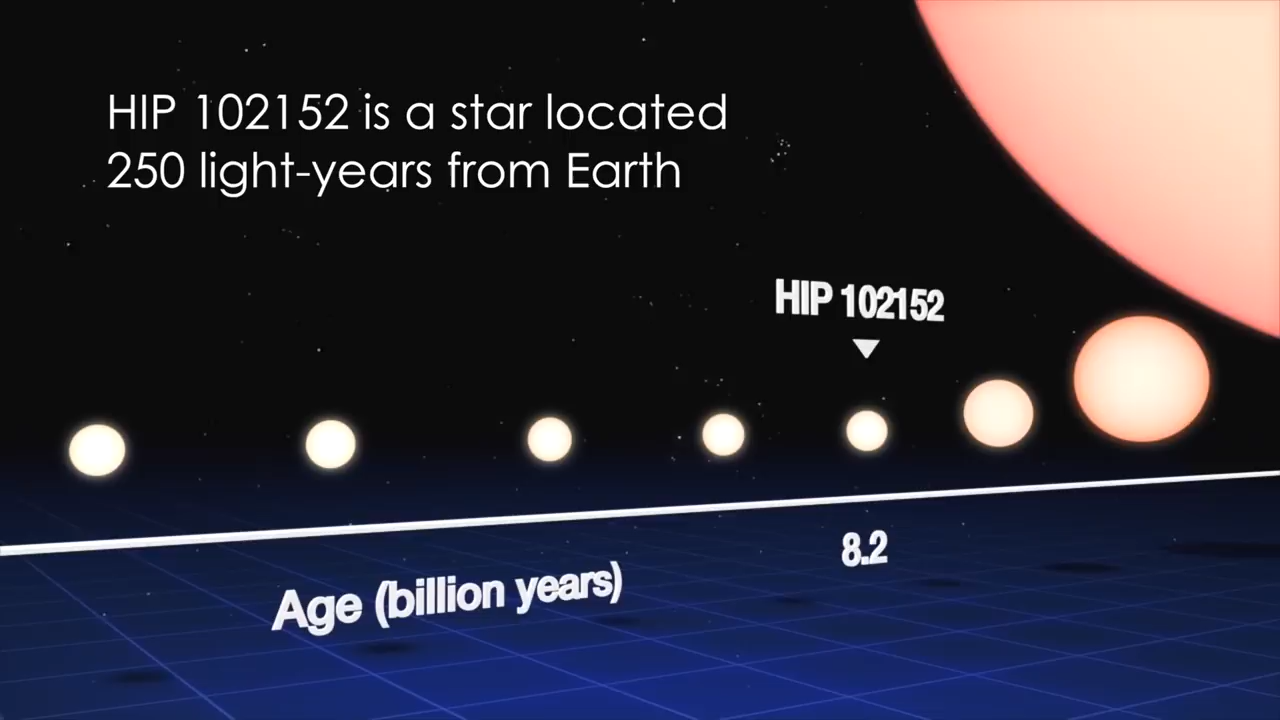 HIP 102152 is a star located
250 light-years from Earth
HIP 102152
8.2
Age (billion years)